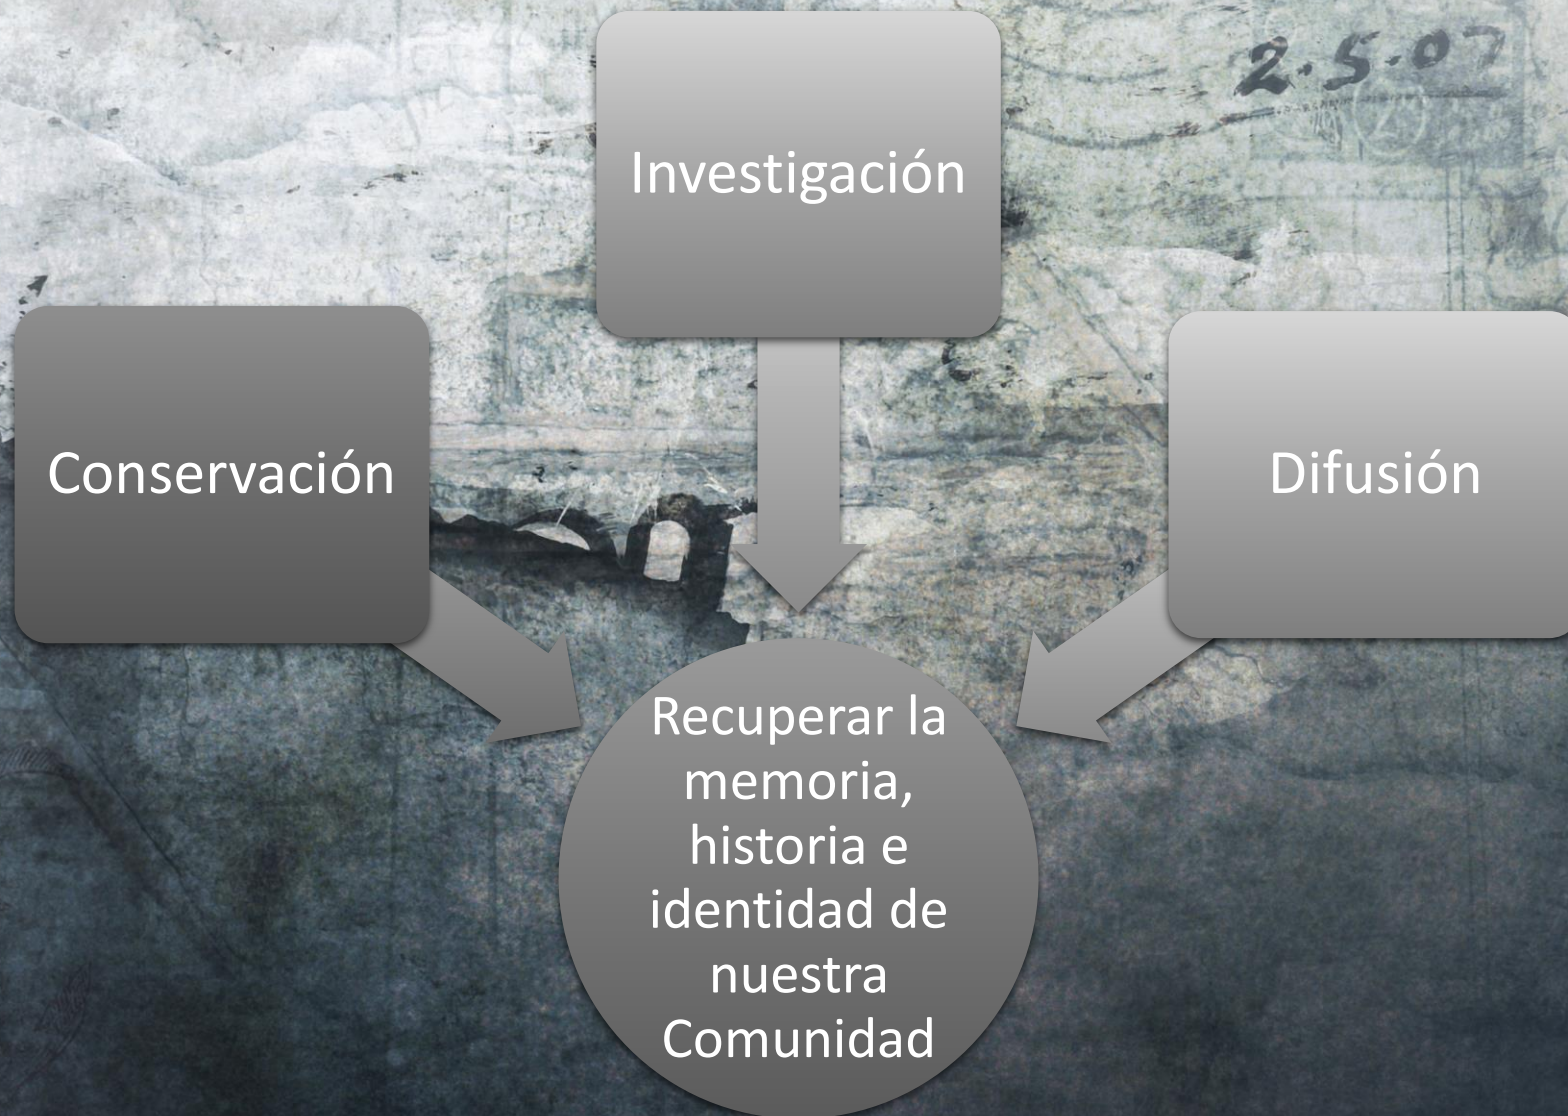 2.5.07
Investigación
Conservación
Difusión
Recuperar la
memoria,
historia e
identidad de
nuestra
Comunidad